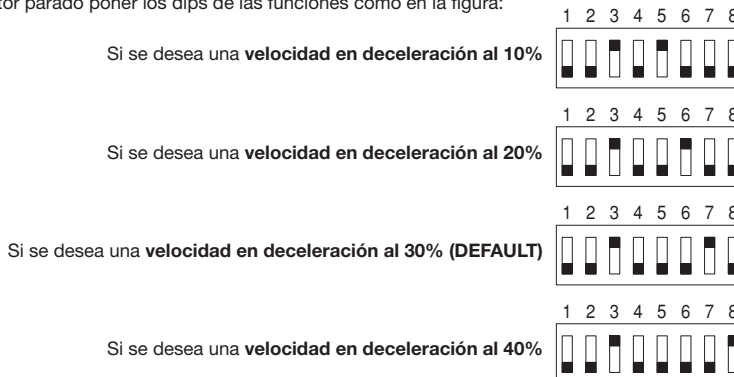 parado poner los dips de las funciones como en la figura:
1 2 3 4 5 6 7 8
Si se desea una velocidad en deceleración al 10%
1 2 3 4 5 6 7 8
Si se desea una velocidad en deceleración al 20%
1 2 3 4 5 6 7 8
Si se desea una velocidad en deceleración al 30% (DEFAULT)
1 2 3 4 5 6 7 8
Si se desea una velocidad en deceleración al 40%